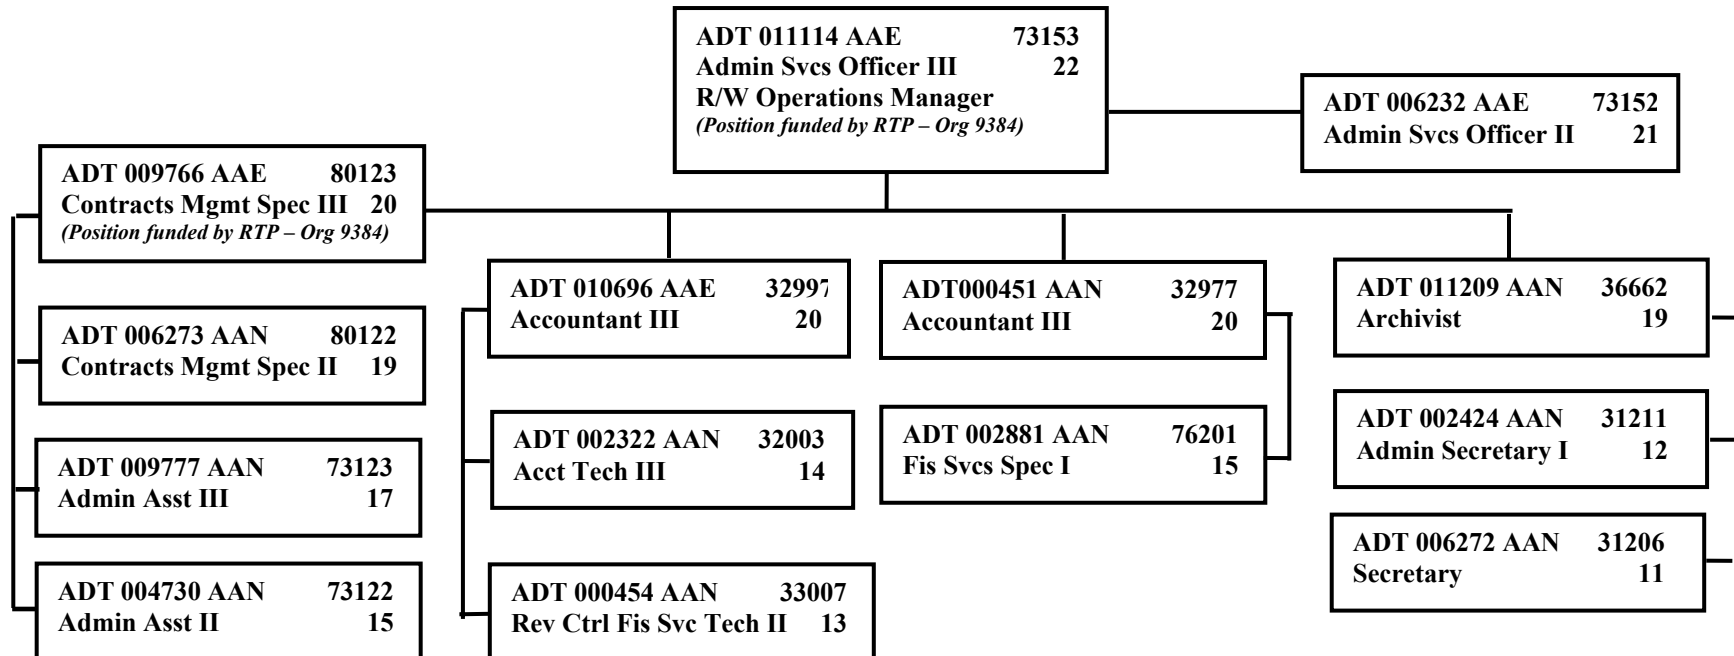 ADT 011114 AAE 73153
Admin Svcs Officer III 22
R/W Operations Manager
(Position funded by RTP – Org 9384)
ADT 006232 AAE 73152
Admin Svcs Officer II 21
ADT 009766 AAE 80123
Contracts Mgmt Spec III 20
(Position funded by RTP – Org 9384)
ADT 006273 AAN 80122
Contracts Mgmt Spec II 19
ADT 009777 AAN 73123
Admin Asst III 17
ADT 004730 AAN 73122
Admin Asst II 15
ADT 010696 AAE 32997
Accountant III 20
ADT 002322 AAN 32003
Acct Tech III 14
ADT 000454 AAN 33007
Rev Ctrl Fis Svc Tech II 13
ADT000451 AAN 32977
Accountant III 20
ADT 002881 AAN 76201
Fis Svcs Spec I 15
ADT 011209 AAN 36662
Archivist 19
ADT 002424 AAN 31211
Admin Secretary I 12
ADT 006272 AAN 31206
Secretary 11